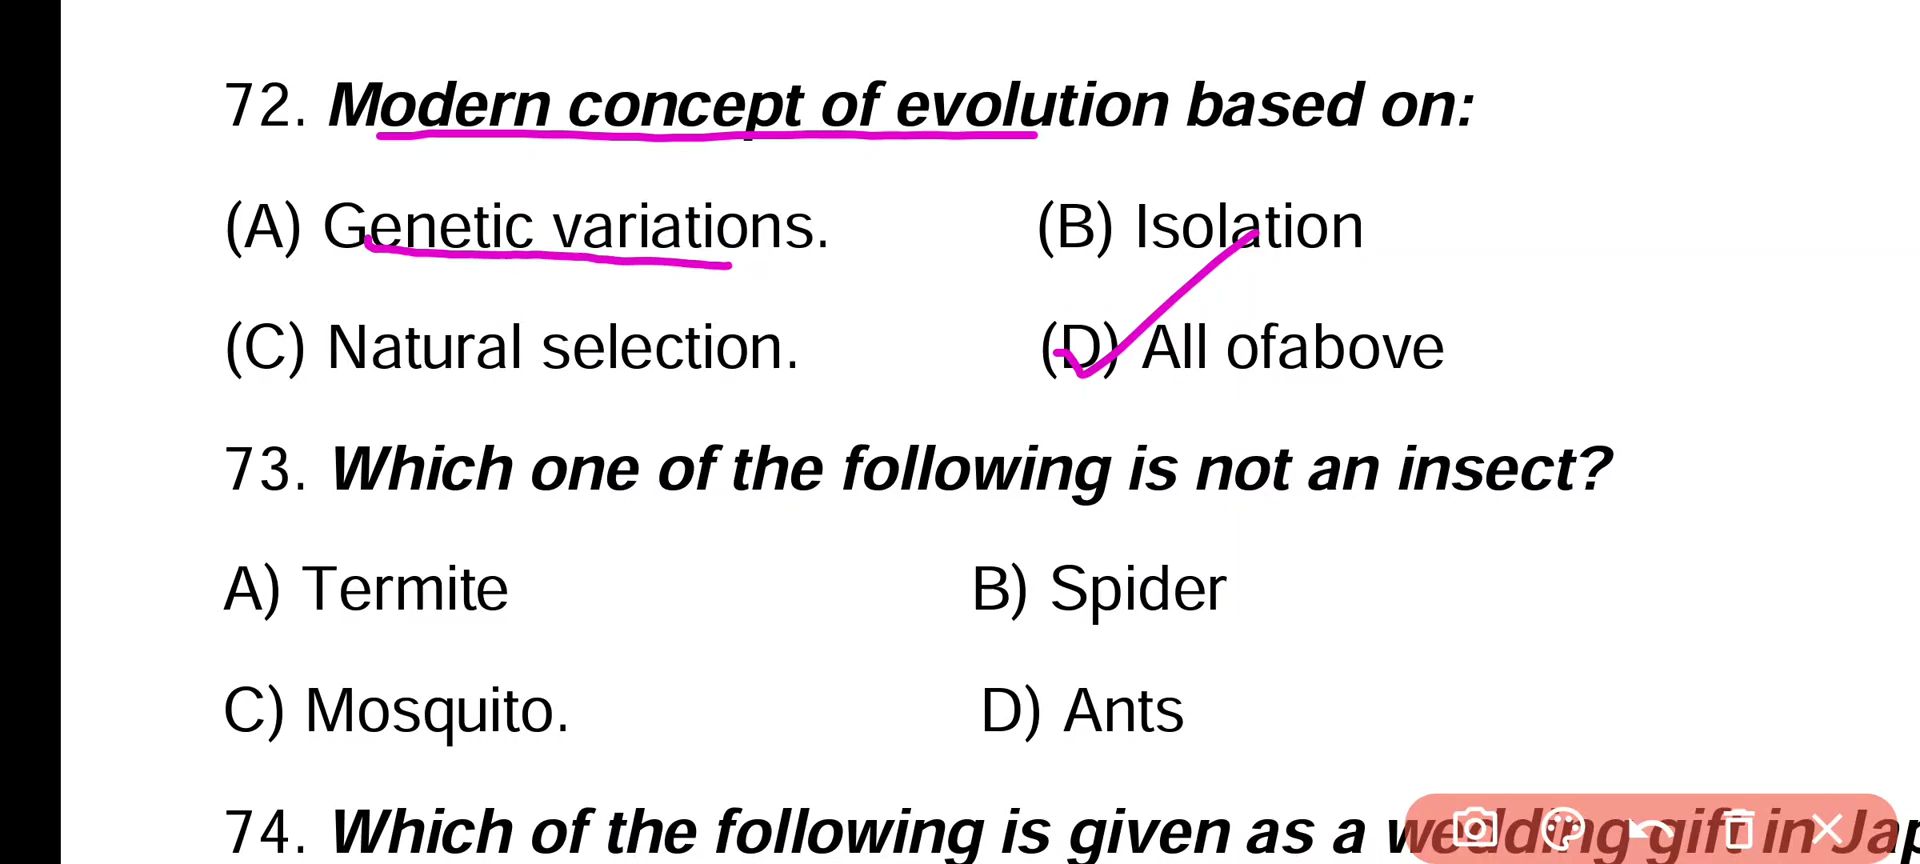 72. Modern concept of evolution based on:
(A) Genetic variations. (B) Isolation
(C) Natural selection. (D) All ofabove
73. Which one of the following is not an insect?
A) Termite B) Spider
C) Mosquito. D) Ants
74. Which of the following is given as a wedding gift in Jap